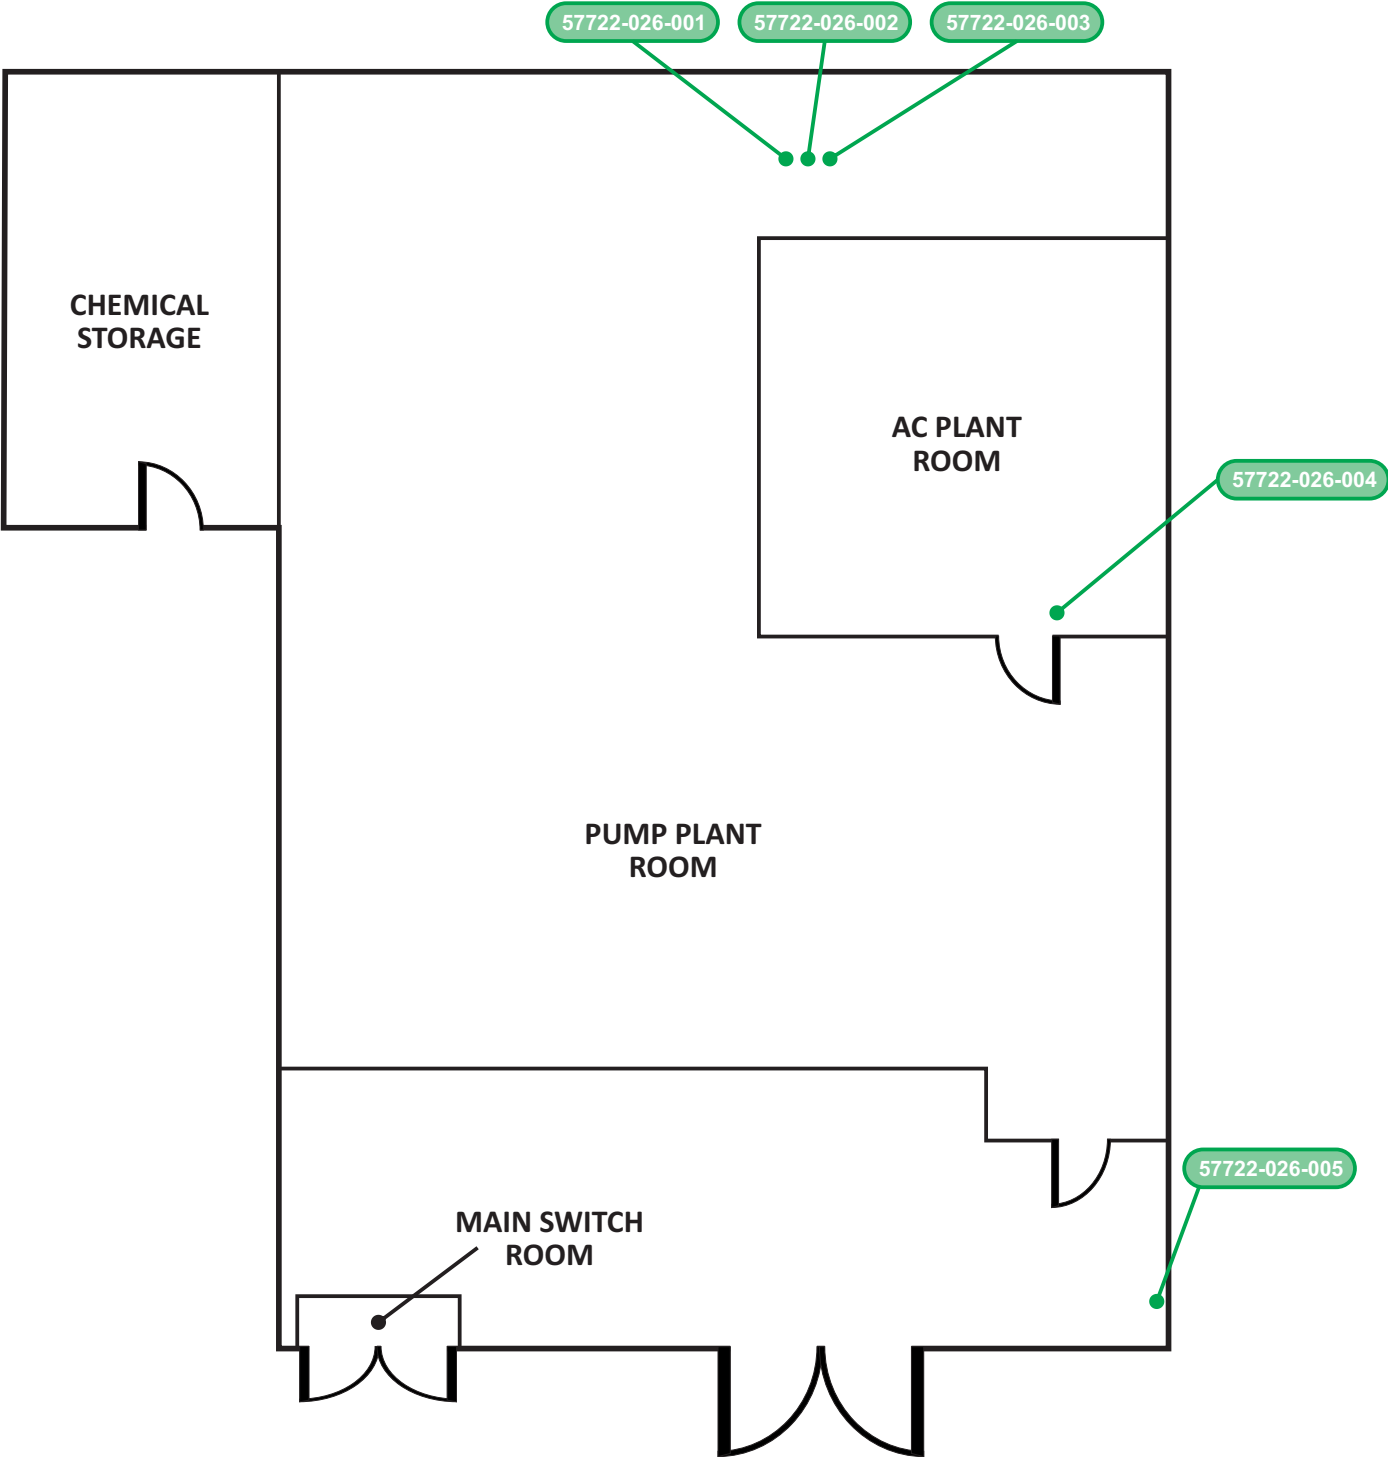 57722-026-001
57722-026-002
57722-026-003
CHEMICAL
STORAGE
AC PLANT
ROOM
57722-026-004
PUMP PLANT
ROOM
57722-026-005
MAIN SWITCH
ROOM